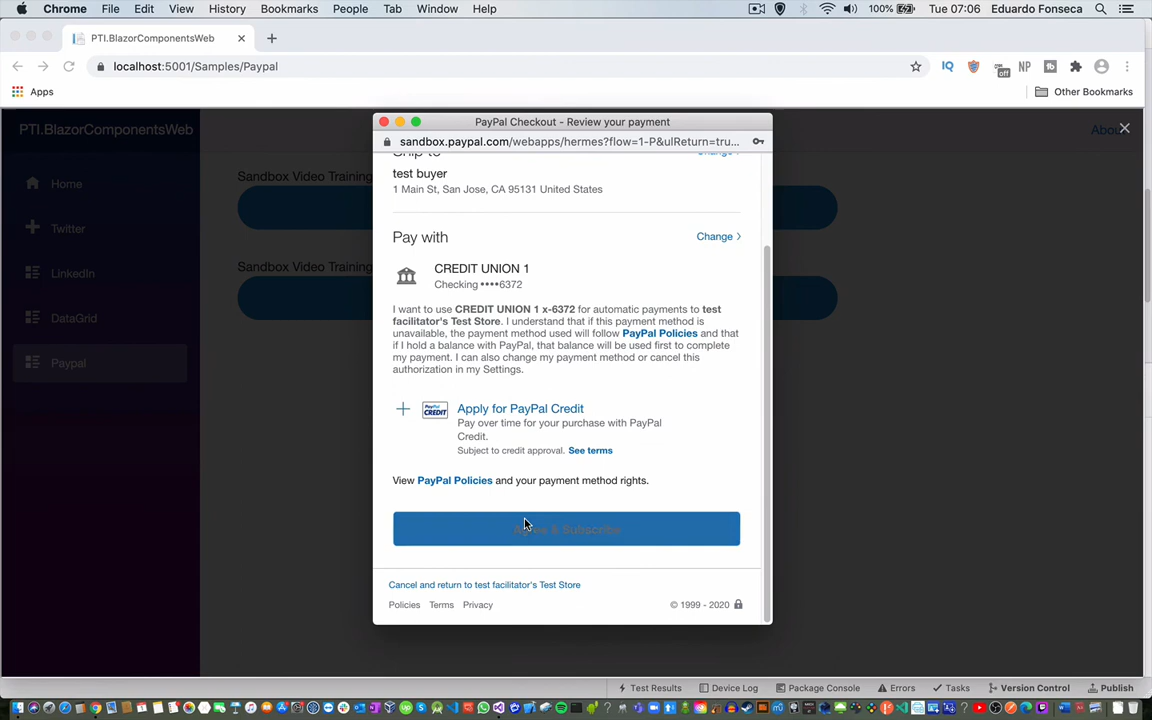 Chrome File Edit View History Bookmarks People Tab Window Help 100% Tue 07:06 Eduardo Fonseca
PTI.BlazorComponentsWeb
localhost:5001/Samples/Paypal
Apps
Other Bookmarks
PTI.BlazorComponentsWeb
Home
Twitter
LinkedIn
DataGrid
Paypal
Sandbox Video Training
Sandbox Video Training
PayPal Checkout - Review your payment
sandbox.paypal.com/webapps/hermes?flow=1-P&ulReturn=tru...
Ship to
Change
test buyer
1 Main St, San Jose, CA 95131 United States
Pay with
Change
CREDIT UNION 1
Checking ••••6372
I want to use CREDIT UNION 1 x-6372 for automatic payments to test
facilitator's Test Store. I understand that if this payment method is
unavailable, the payment method used will follow PayPal Policies and that
if I hold a balance with PayPal, that balance will be used first to complete
my payment. I can also change my payment method or cancel this
authorization in my Settings.
PayPal CREDIT
Apply for PayPal Credit
Pay over time for your purchase with PayPal
Credit.
Subject to credit approval. See terms
View PayPal Policies and your payment method rights.
Agree & Subscribe
Cancel and return to test facilitator's Test Store
Policies Terms Privacy © 1999 - 2020
Test Results Device Log Package Console Errors Tasks Version Control Publish